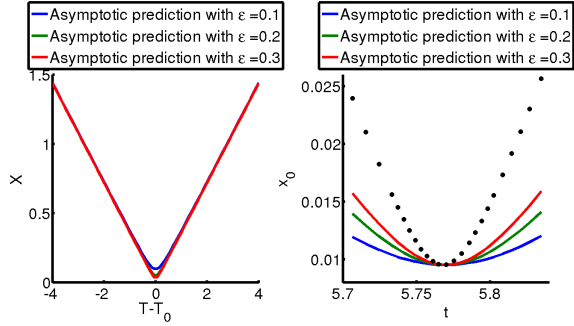 Asymptotic prediction with ε =0.1
Asymptotic prediction with ε =0.2
Asymptotic prediction with ε =0.3
1.5
1
0.5
0
X
-4 -2 0 2 4
T-T0
Asymptotic prediction with ε =0.1
Asymptotic prediction with ε =0.2
Asymptotic prediction with ε =0.3
0.025
0.02
0.015
0.01
x0
5.7 5.75 5.8
t